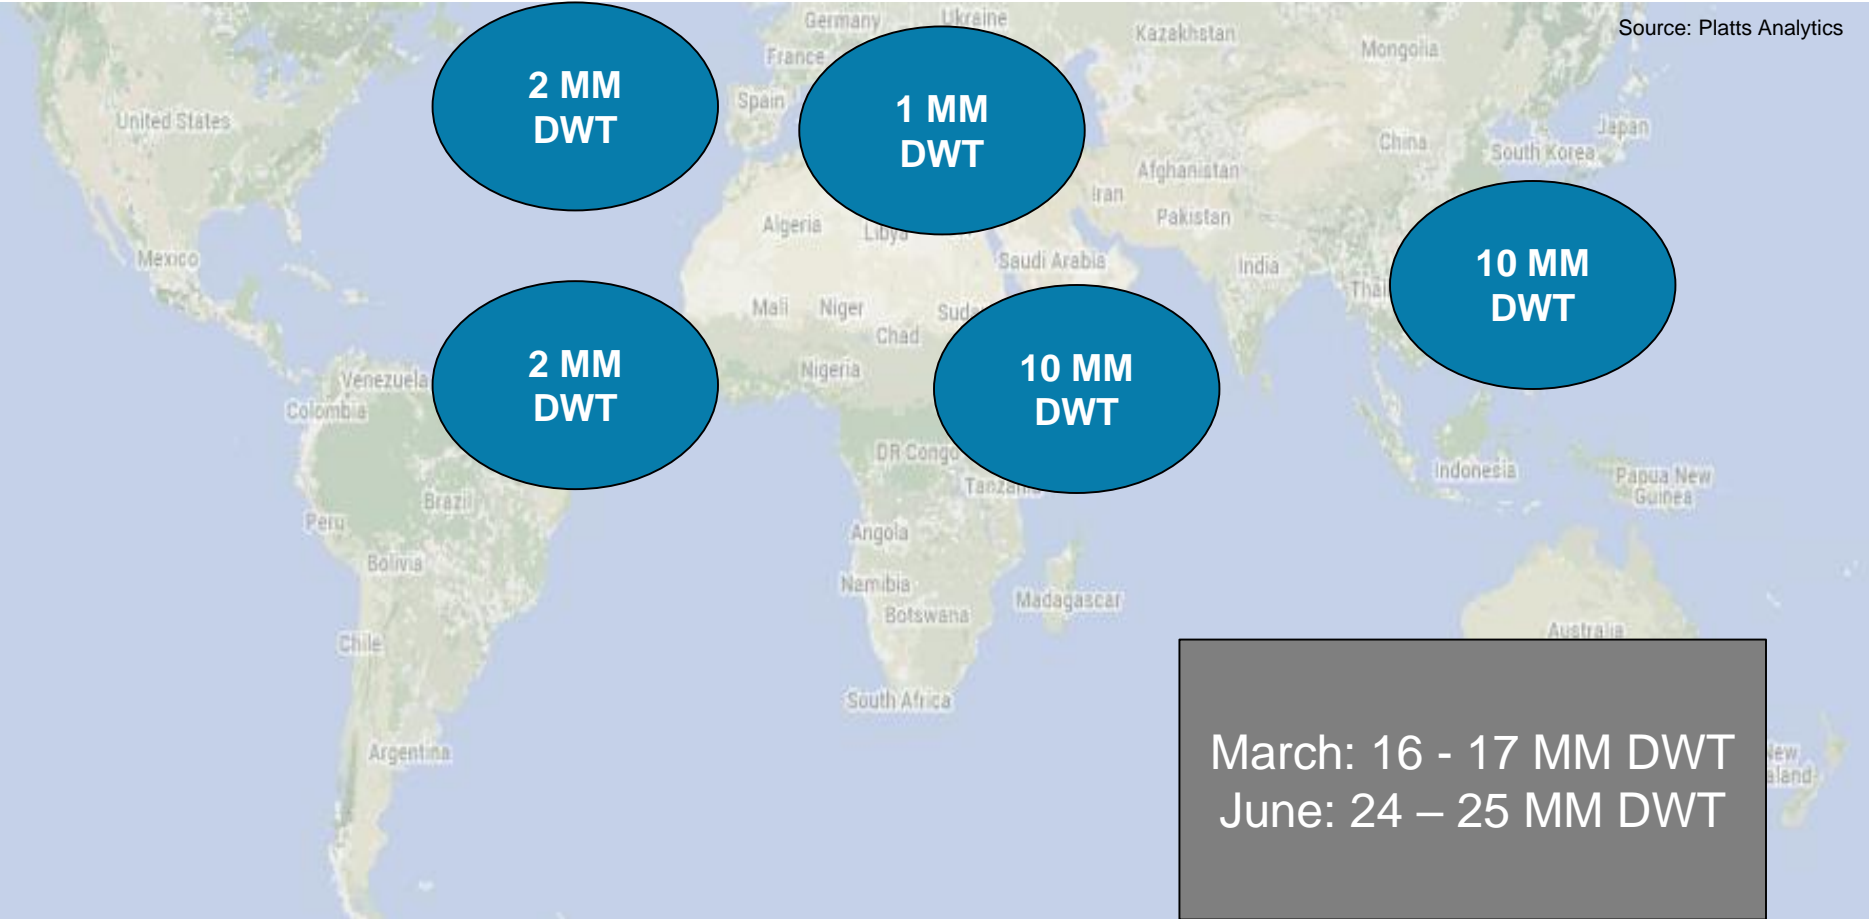 Source: Platts Analytics
Germany
Ukraine
Kazakhstan
Mongolia
France
Spain
United States
Japan
China
South Korea
2 MM
DWT
1 MM
DWT
Afghanistan
Iran
Pakistan
Algeria
Libya
Mexico
Saudi Arabia
India
10 MM
DWT
Mali
Niger
Chad
Nigeria
Venezuela
Colombia
2 MM
DWT
10 MM
DWT
DR Congo
Indonesia
Papua New
Guinea
Brazil
Peru
Angola
Bolivia
Namibia
Botswana
Madagascar
Australia
Chile
South Africa
Argentina
March: 16 - 17 MM DWT
June: 24 – 25 MM DWT